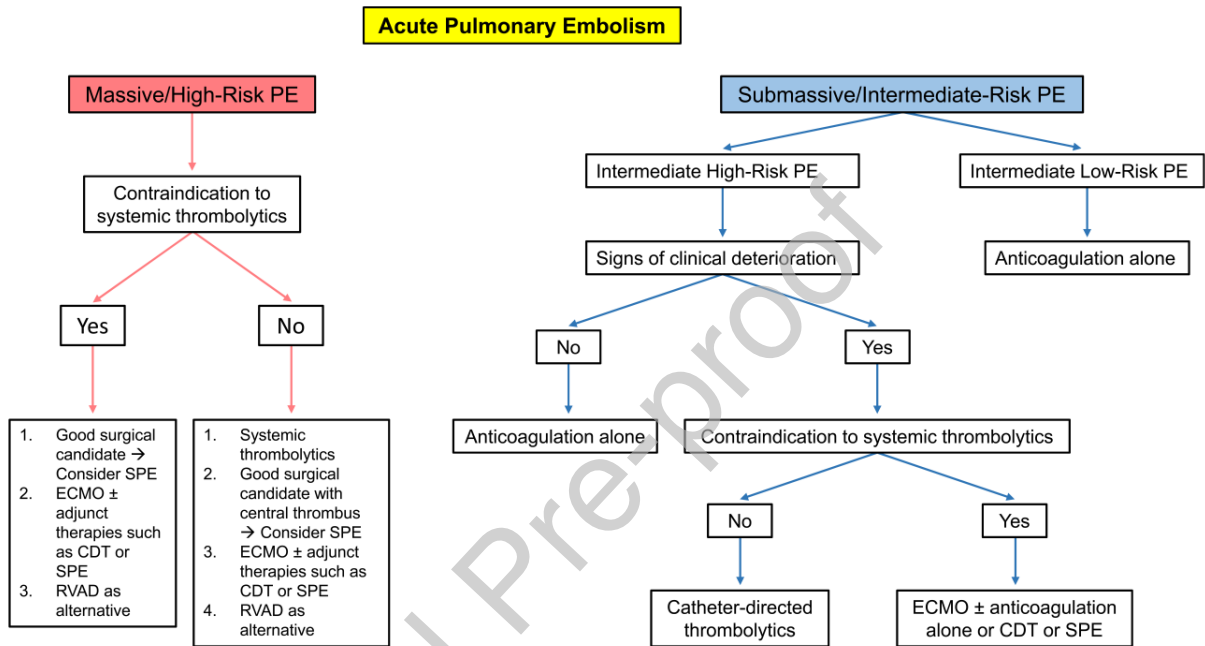 Acute Pulmonary Embolism
Massive/High-Risk PE
Contraindication to
systemic thrombolytics
Yes
No
1. Good surgical
candidate →
Consider SPE
2. ECMO ±
adjunct
therapies such
as CDT or
SPE
3. RVAD as
alternative
1. Systemic
thrombolytics
2. Good surgical
candidate with
central thrombus
→ Consider SPE
3. ECMO ± adjunct
therapies such as
CDT or SPE
4. RVAD as
alternative
Submassive/Intermediate-Risk PE
Intermediate High-Risk PE
Intermediate Low-Risk PE
Signs of clinical deterioration
Anticoagulation alone
No
Yes
Anticoagulation alone
Contraindication to systemic thrombolytics
No
Yes
Catheter-directed
thrombolytics
ECMO ± anticoagulation
alone or CDT or SPE
Pre-proof